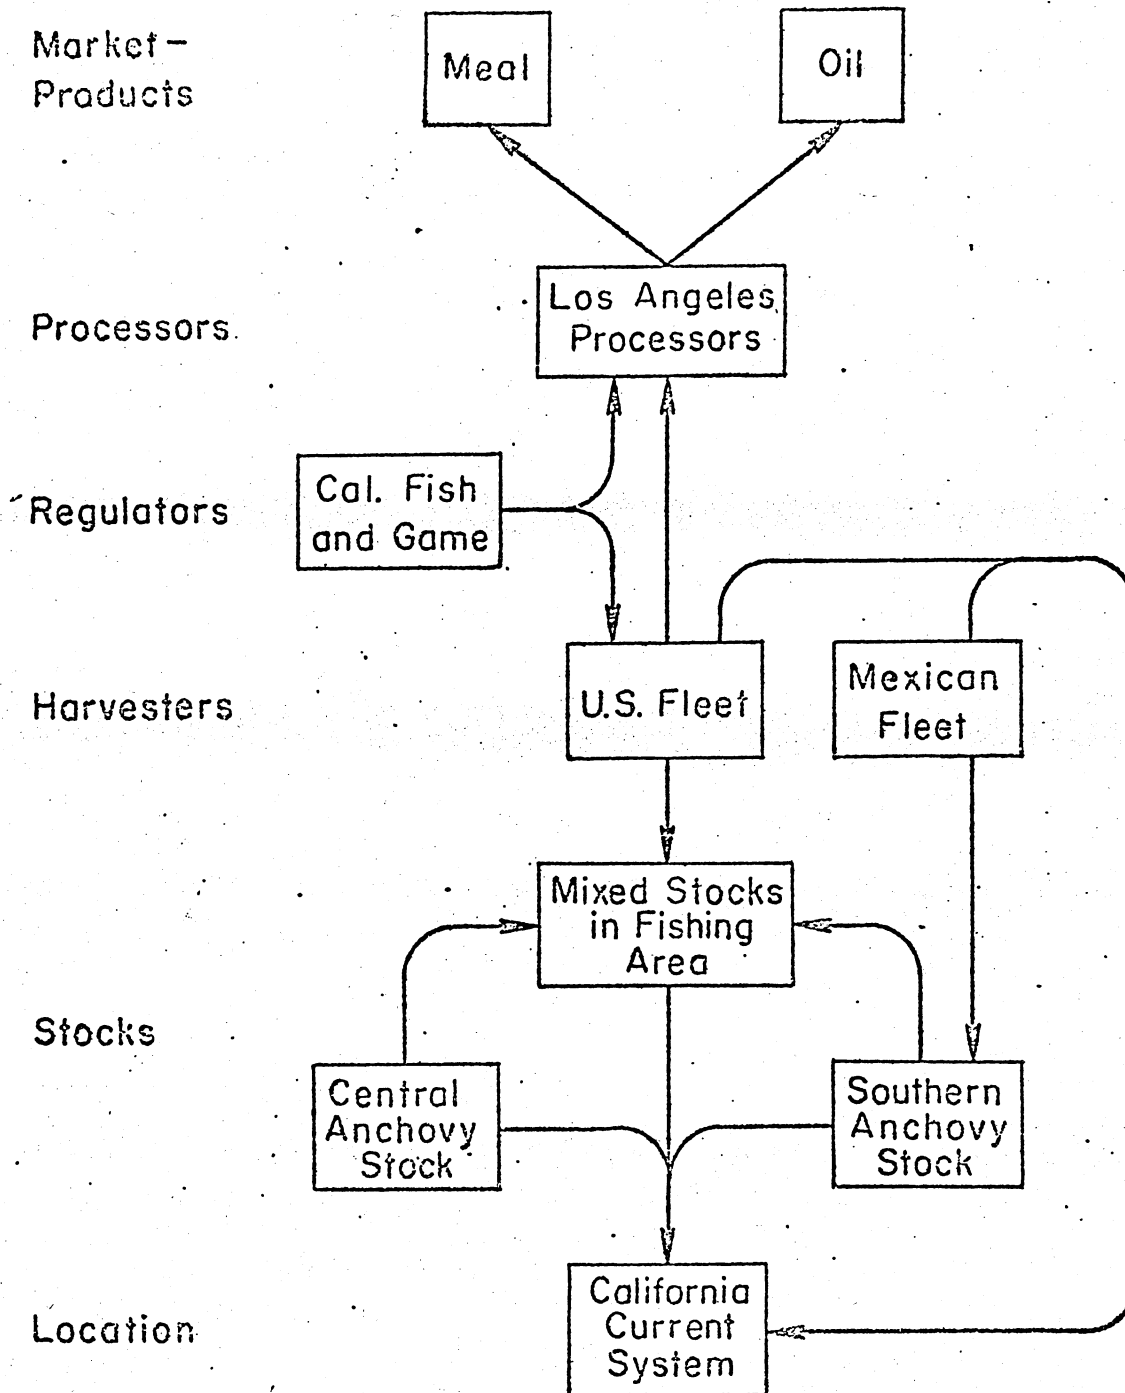 Market-
Products
Meal
Oil
Processors
Los Angeles
Processors
Regulators
Cal. Fish
and Game
Harvesters
U.S. Fleet
Mexican
Fleet
Stocks
Mixed Stocks
in Fishing
Area
Central
Anchovy
Stock
Southern
Anchovy
Stock
Location
California
Current
System